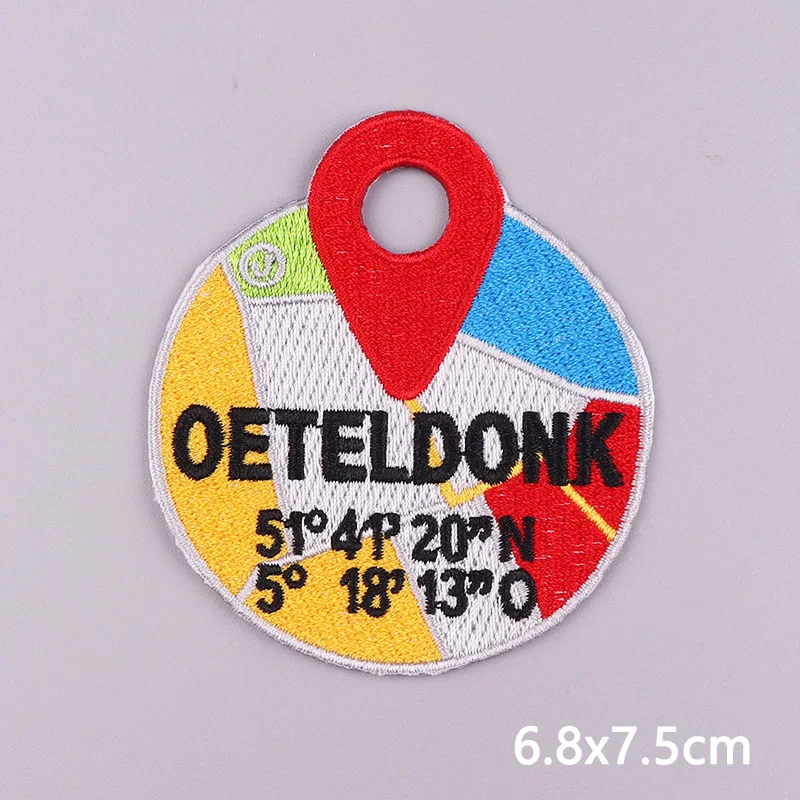 OETELDONK
51° 41' 20" N
5° 18' 13" O
6.8x7.5cm